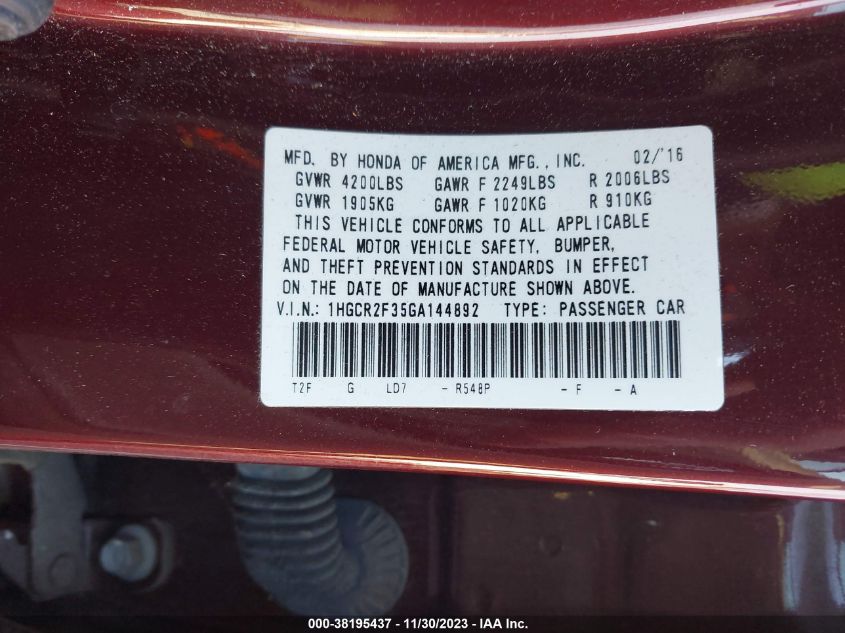 MFD. BY HONDA OF AMERICA MFG., INC. 02/'16
GVWR 4200LBS GAWR F 2249LBS R 2006LBS
GVWR 1905KG GAWR F 1020KG R 910KG
THIS VEHICLE CONFORMS TO ALL APPLICABLE
FEDERAL MOTOR VEHICLE SAFETY, BUMPER,
AND THEFT PREVENTION STANDARDS IN EFFECT
ON THE DATE OF MANUFACTURE SHOWN ABOVE.
V.I.N.: 1HGCR2F35GA144892 TYPE: PASSENGER CAR
T2F G LD7 - R548P - F - A
000-38195437 - 11/30/2023 - IAA Inc.